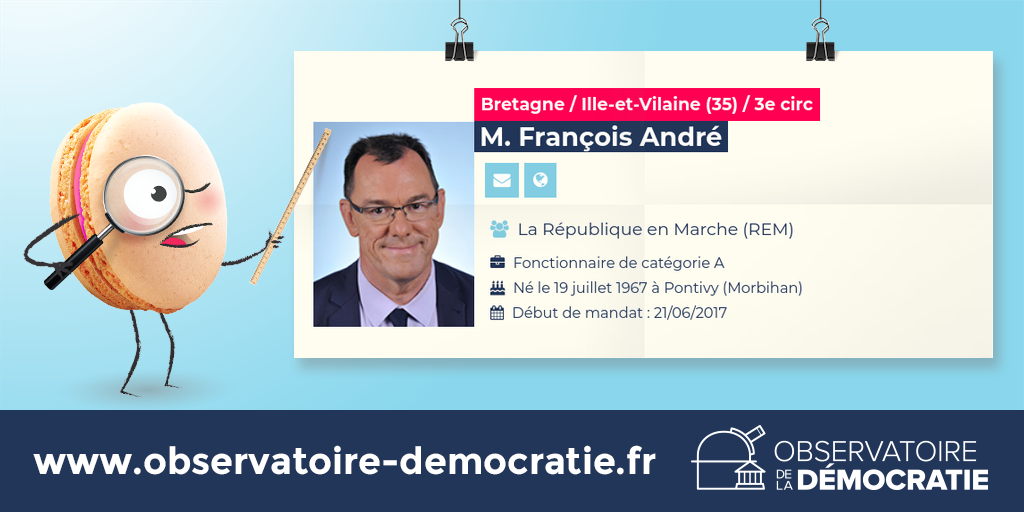 Bretagne / Ille-et-Vilaine (35) / 3e circ
M. François André
La République en Marche (REM)
Fonctionnaire de catégorie A
Né le 19 juillet 1967 à Pontivy (Morbihan)
Début de mandat : 21/06/2017
www.observatoire-democratie.fr
OBSERVATOIRE
DE LA DÉMOCRATIE